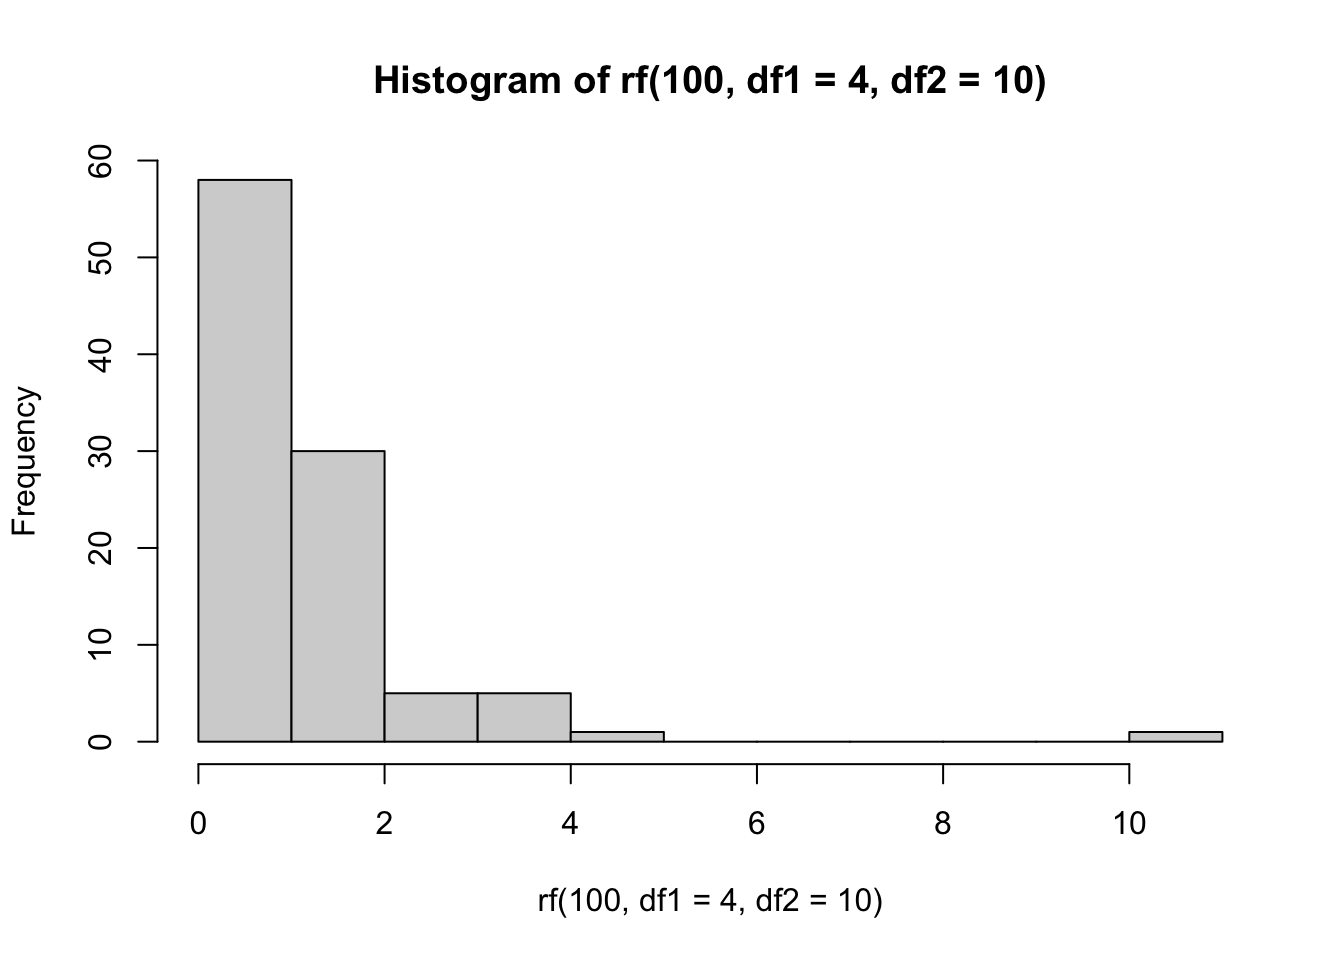 Histogram of rf(100, df1 = 4, df2 = 10)
Frequency
60
50
40
30
20
10
0
0 2 4 6 8 10
rf(100, df1 = 4, df2 = 10)